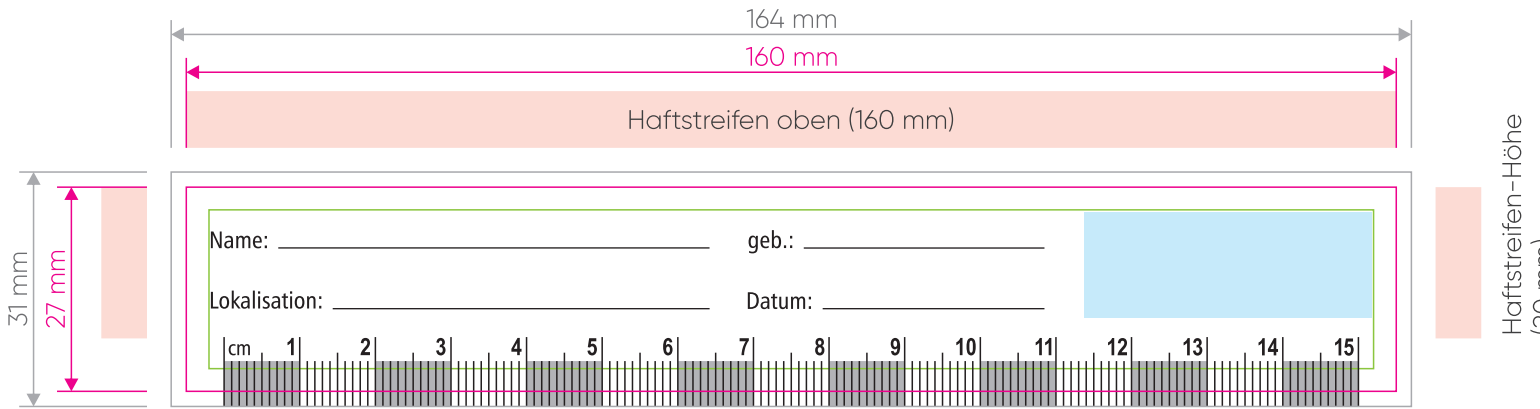 164 mm
160 mm
Haftstreifen oben (160 mm)
31 mm
27 mm
Name:
geb.:
Lokalisation:
Datum:
cm 1 2 3 4 5 6 7 8 9 10 11 12 13 14 15
Haftstreifen-Höhe